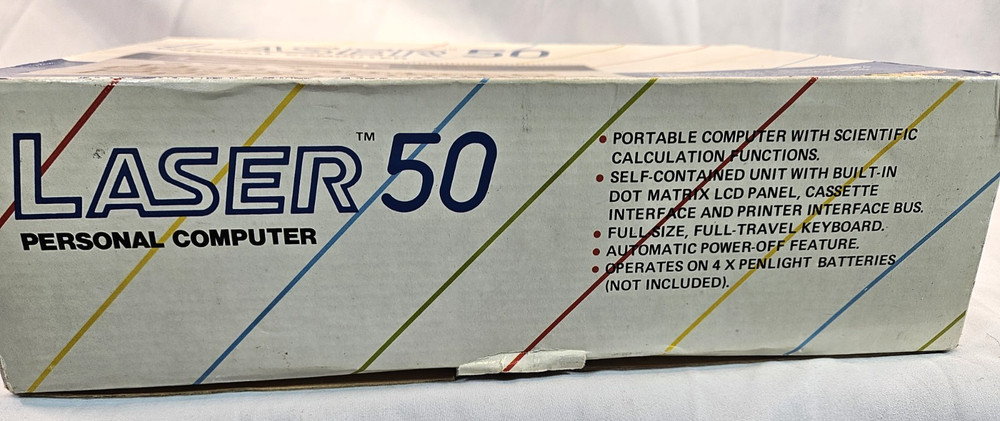 LASER 50
LASER™ 50
PERSONAL COMPUTER
• PORTABLE COMPUTER WITH SCIENTIFIC
CALCULATION FUNCTIONS.
• SELF-CONTAINED UNIT WITH BUILT-IN
DOT MATRIX LCD PANEL, CASSETTE
INTERFACE AND PRINTER INTERFACE BUS.
• FULL SIZE, FULL-TRAVEL KEYBOARD.
• AUTOMATIC POWER-OFF FEATURE.
• OPERATES ON 4 X PENLIGHT BATTERIES
(NOT INCLUDED).